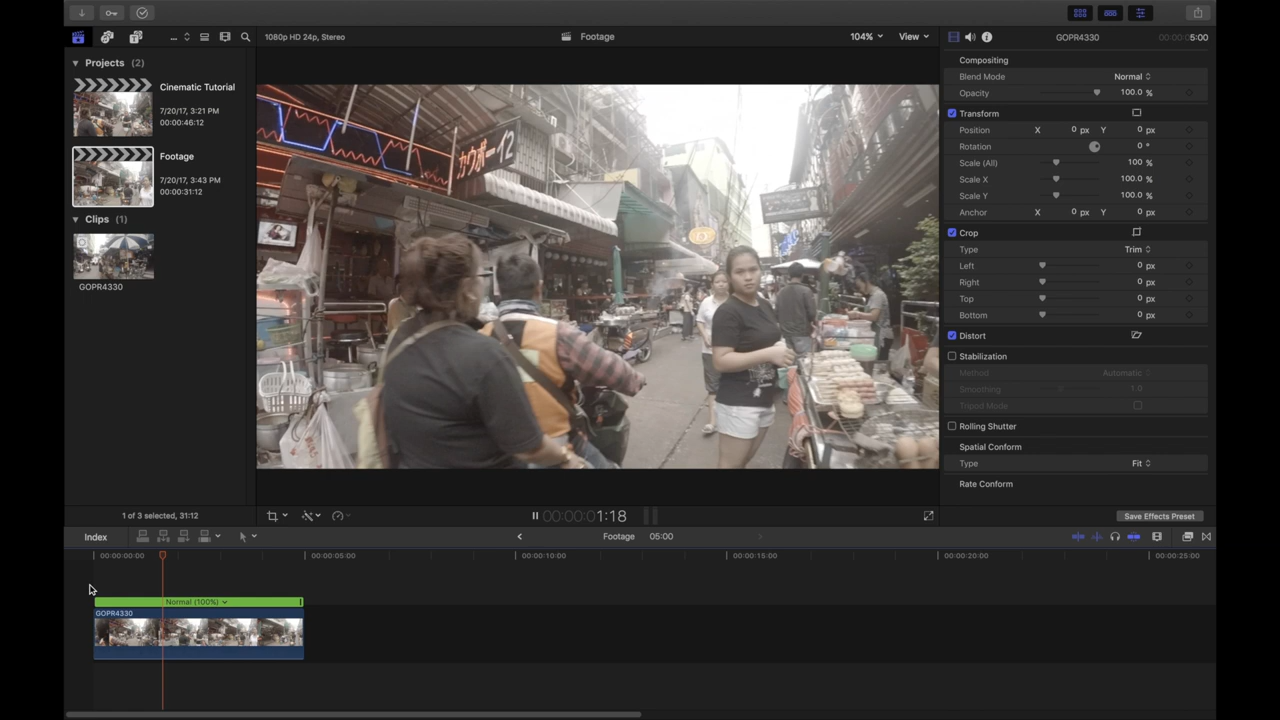 1080p HD 24p, Stereo
Footage
104%
View
GOPR4330
00:00:05:00
...
Projects (2)
Cinematic Tutorial
7/20/17, 3:21 PM
00:00:46:12
Footage
7/20/17, 3:43 PM
00:00:31:12
Clips (1)
GOPR4330
カウボーイ12
Compositing
Blend Mode Normal
Opacity 100.0 %
Transform
Position X 0 px Y 0 px
Rotation 0 °
Scale (All) 100 %
Scale X 100.0 %
Scale Y 100.0 %
Anchor X 0 px Y 0 px
Crop
Type Trim
Left 0 px
Right 0 px
Top 0 px
Bottom 0 px
Distort
Stabilization
Method Automatic
Smoothing 1.0
Tripod Mode
Rolling Shutter
Spatial Conform
Type Fit
Rate Conform
1 of 3 selected, 31:12
00:00:00:01:18
Save Effects Preset
Index
Footage 05:00
00:00:00:00
00:00:05:00
00:00:10:00
00:00:15:00
00:00:20:00
00:00:25:00
Normal (100%)
GOPR4330